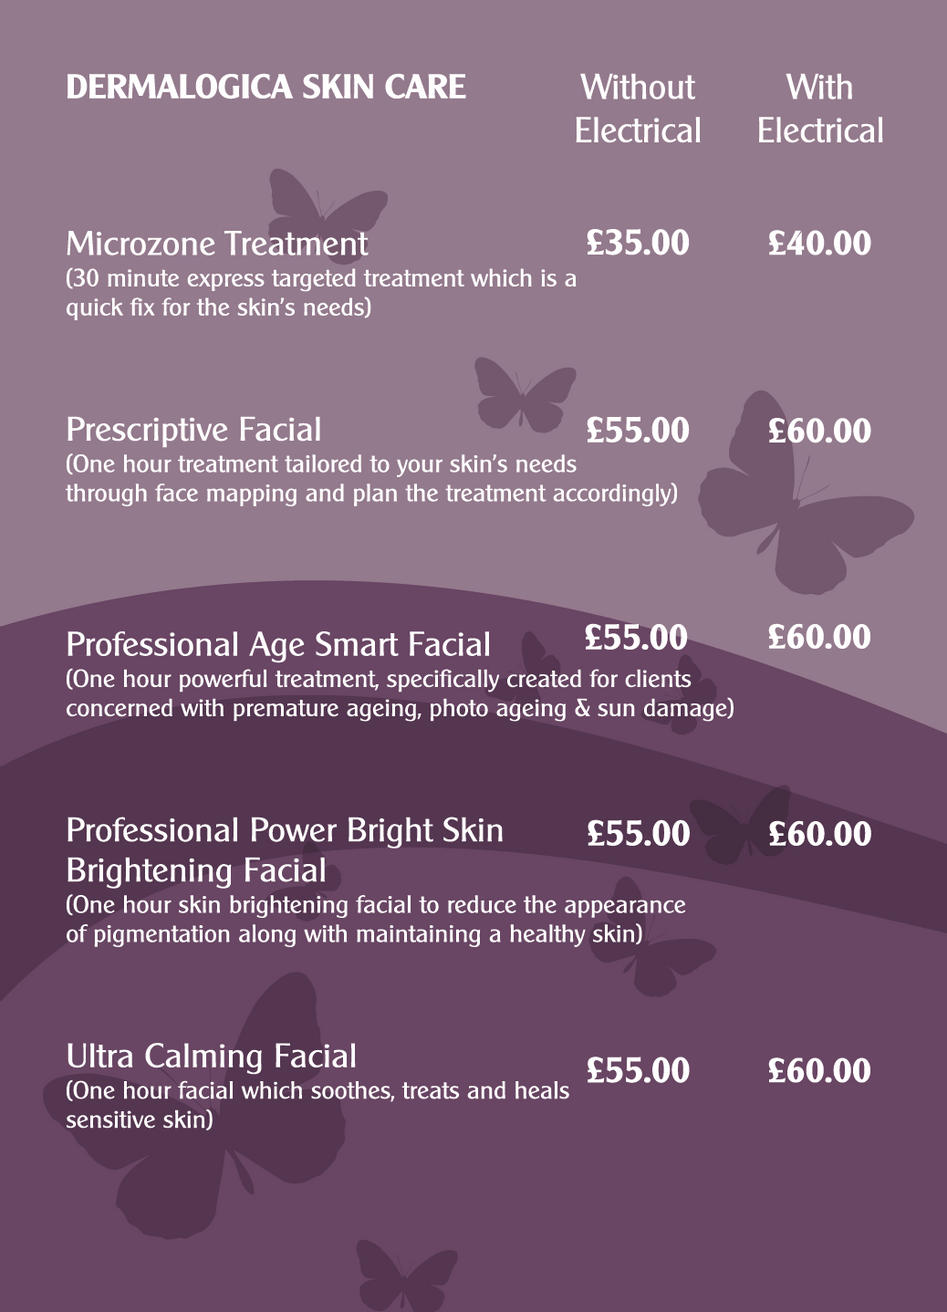 DERMALOGICA SKIN CARE
Without Electrical
With Electrical
Microzone Treatment £35.00 £40.00
(30 minute express targeted treatment which is a
quick fix for the skin’s needs)
Prescriptive Facial £55.00 £60.00
(One hour treatment tailored to your skin’s needs
through face mapping and plan the treatment accordingly)
Professional Age Smart Facial £55.00 £60.00
(One hour powerful treatment, specifically created for clients
concerned with premature ageing, photo ageing & sun damage)
Professional Power Bright Skin £55.00 £60.00
Brightening Facial
(One hour skin brightening facial to reduce the appearance
of pigmentation along with maintaining a healthy skin)
Ultra Calming Facial £55.00 £60.00
(One hour facial which soothes, treats and heals
sensitive skin)